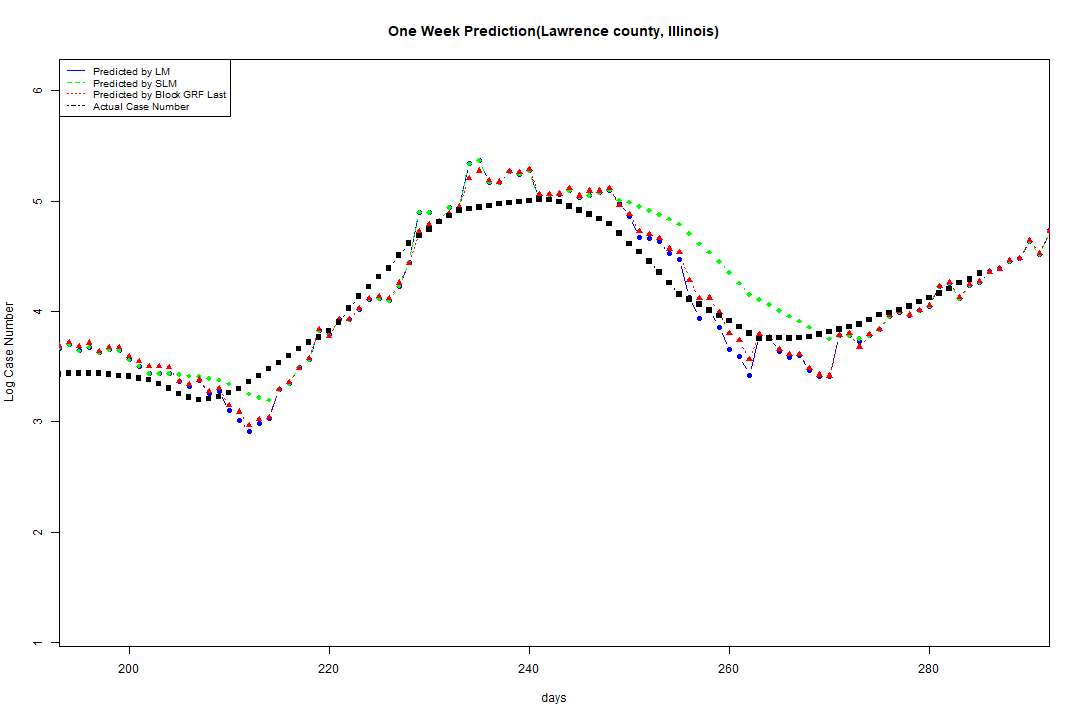 One Week Prediction(Lawrence county, Illinois)
Predicted by LM
Predicted by SLM
Predicted by Block GRF Last
Actual Case Number
6
5
4
3
2
1
Log Case Number
200 220 240 260 280
days